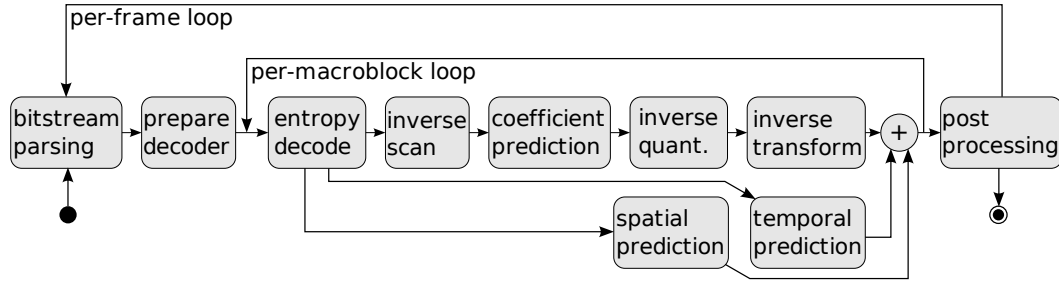 per-frame loop
per-macroblock loop
bitstream
parsing
prepare
decoder
entropy
decode
inverse
scan
coefficient
prediction
inverse
quant.
inverse
transform
+
post
processing
spatial
prediction
temporal
prediction